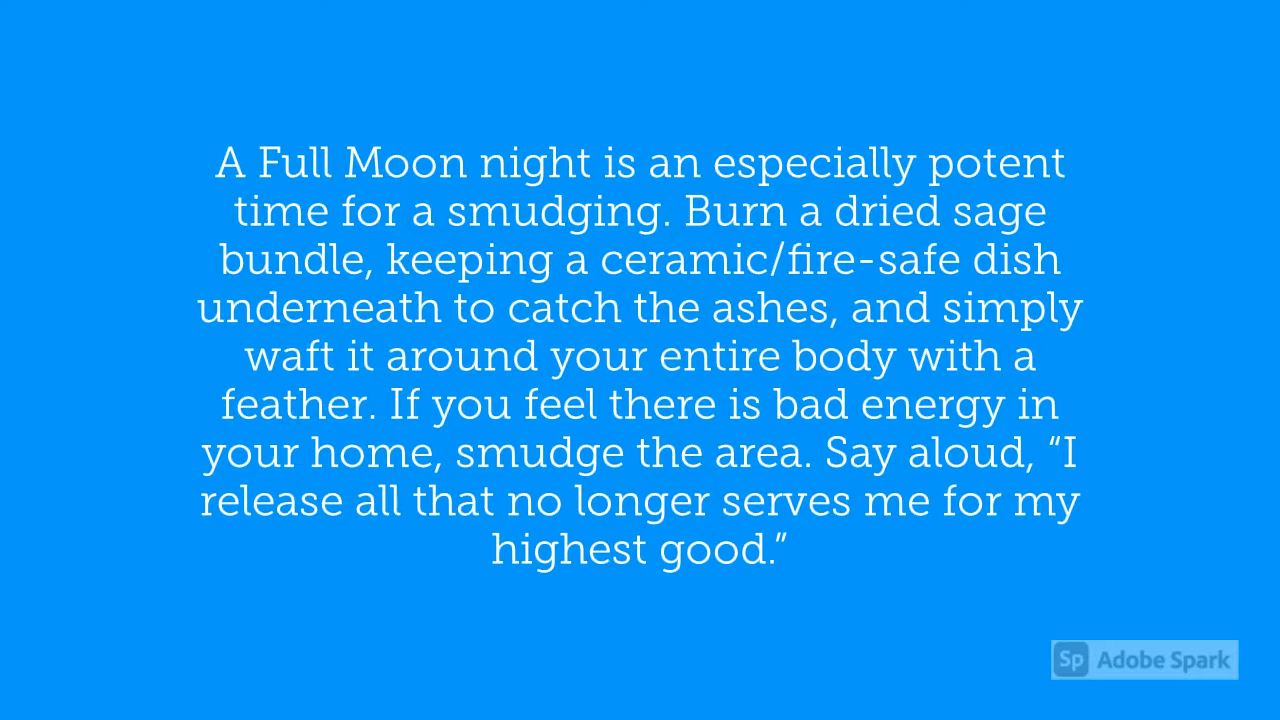 A Full Moon night is an especially potent
time for a smudging. Burn a dried sage
bundle, keeping a ceramic/fire-safe dish
underneath to catch the ashes, and simply
waft it around your entire body with a
feather. If you feel there is bad energy in
your home, smudge the area. Say aloud, “I
release all that no longer serves me for my
highest good.”
Sp Adobe Spark